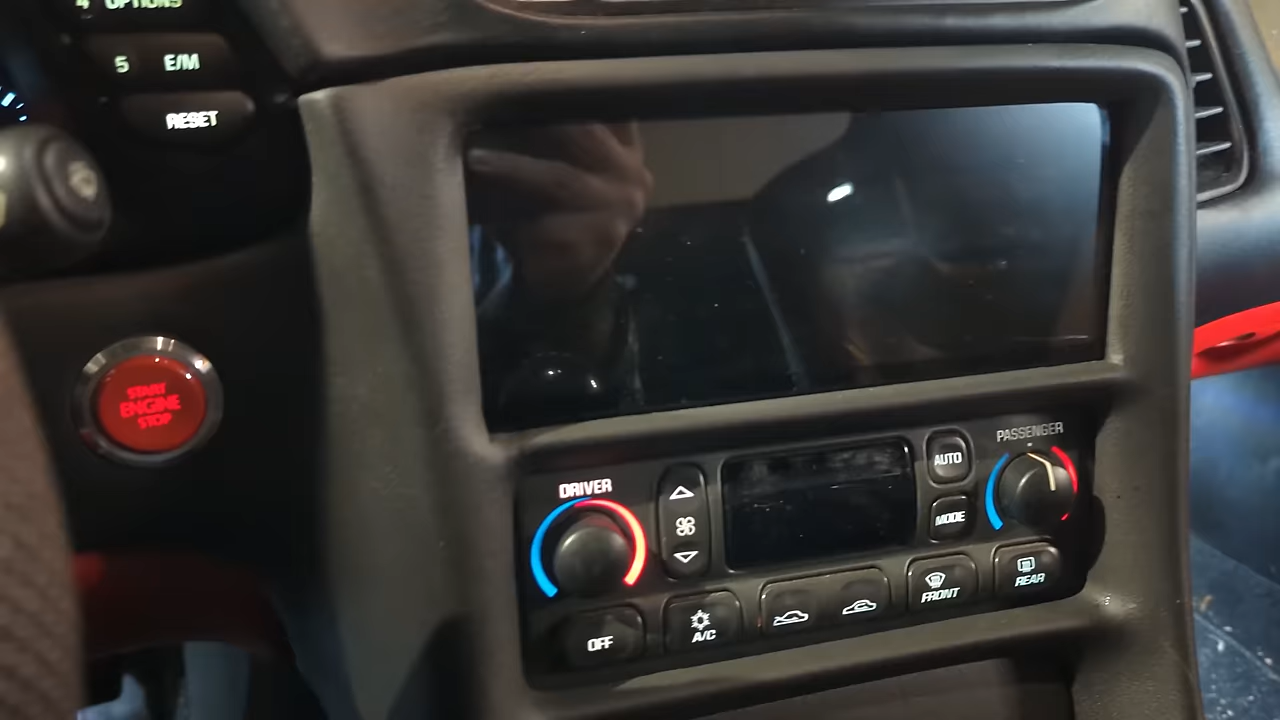 4 OPTIONS
5 E/M
RESET
START
ENGINE
STOP
DRIVER
AUTO
PASSENGER
MODE
OFF
A/C
FRONT
REAR